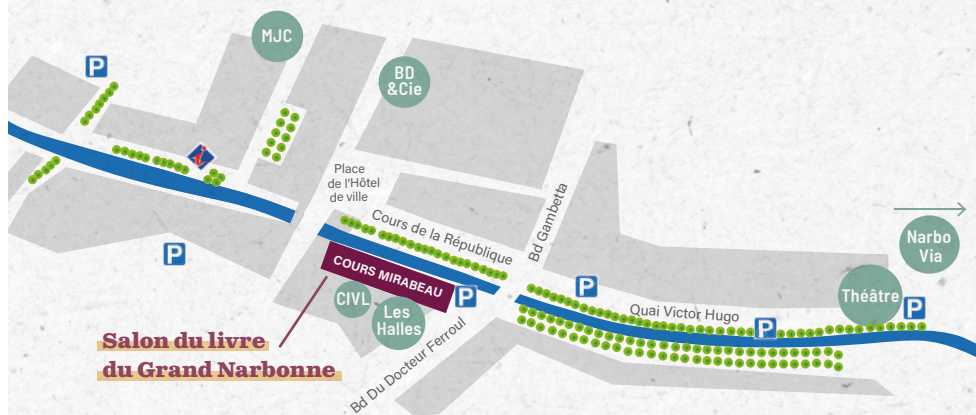 MJC
P
BD
&Cie
i
Place
de l'Hôtel
de ville
Cours de la République
Bd Gambetta
Narbo
Via
P
COURS MIRABEAU
P
P
Théâtre
P
CIVL
Les
Halles
Quai Victor Hugo
P
Salon du livre
du Grand Narbonne
Bd Du Docteur Ferroul